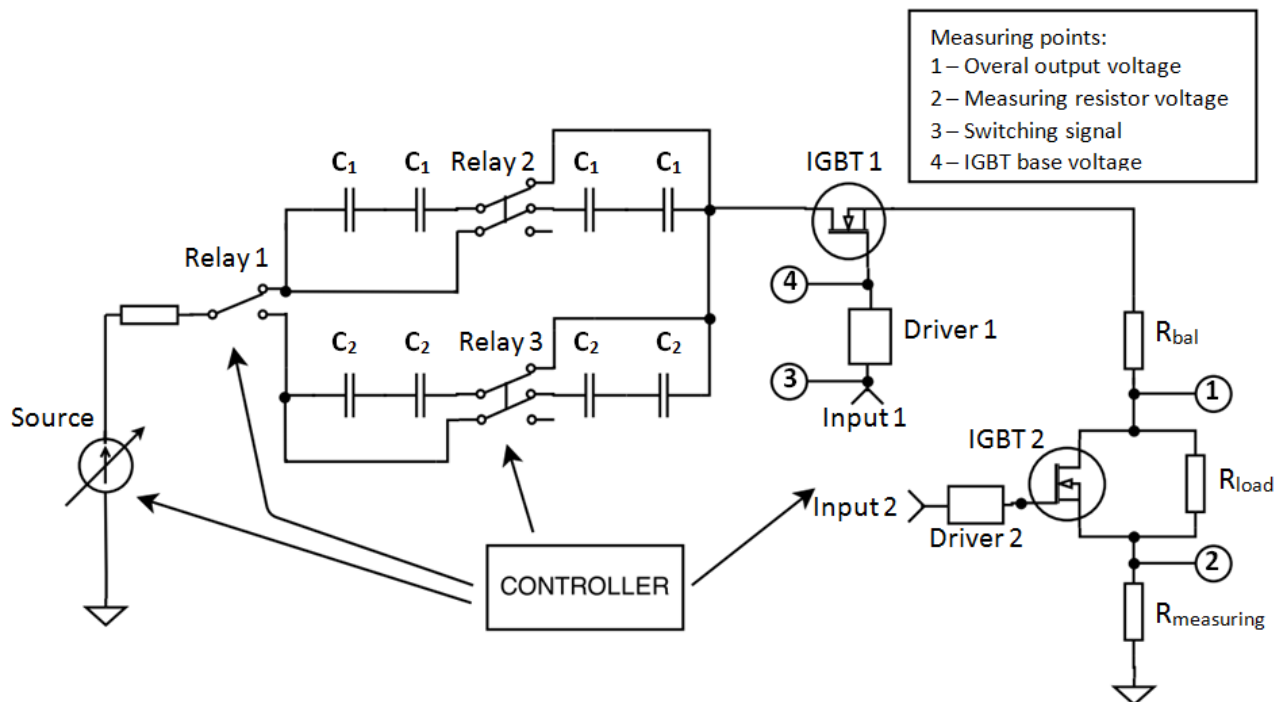 Measuring points:
1 – Overal output voltage
2 – Measuring resistor voltage
3 – Switching signal
4 – IGBT base voltage
C1 C1 Relay 2 C1 C1 IGBT 1
Relay 1
4
C2 C2 Relay 3 C2 C2 Driver 1 Rbal
3
1
Source Input 1
IGBT 2
Rload
Input 2
Driver 2
2
CONTROLLER
Rmeasuring